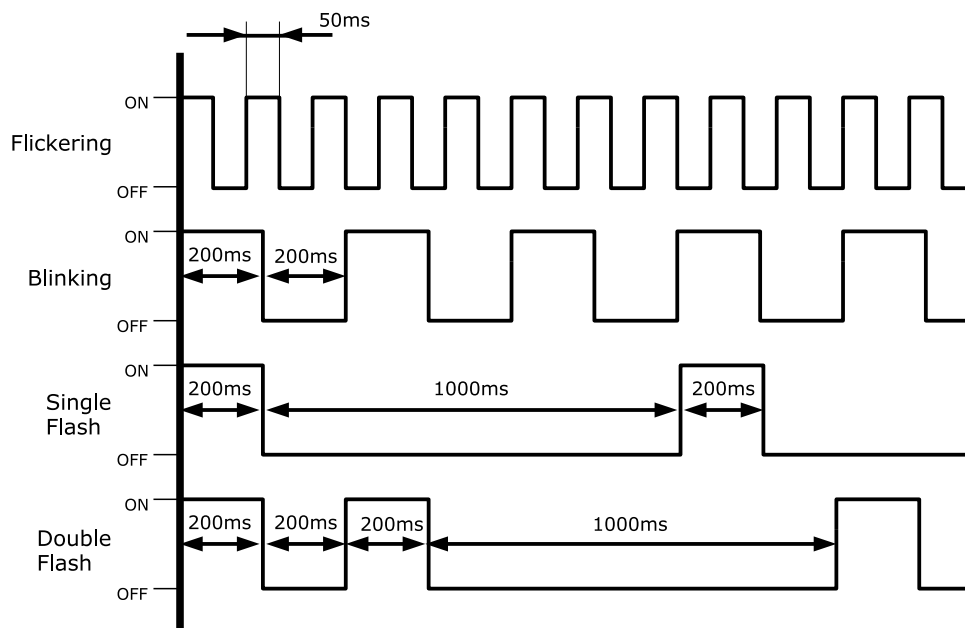 50ms
ON
Flickering
OFF
ON
200ms 200ms
Blinking
OFF
ON
200ms 1000ms 200ms
Single
Flash
OFF
ON
200ms 200ms 200ms 1000ms
Double
Flash
OFF